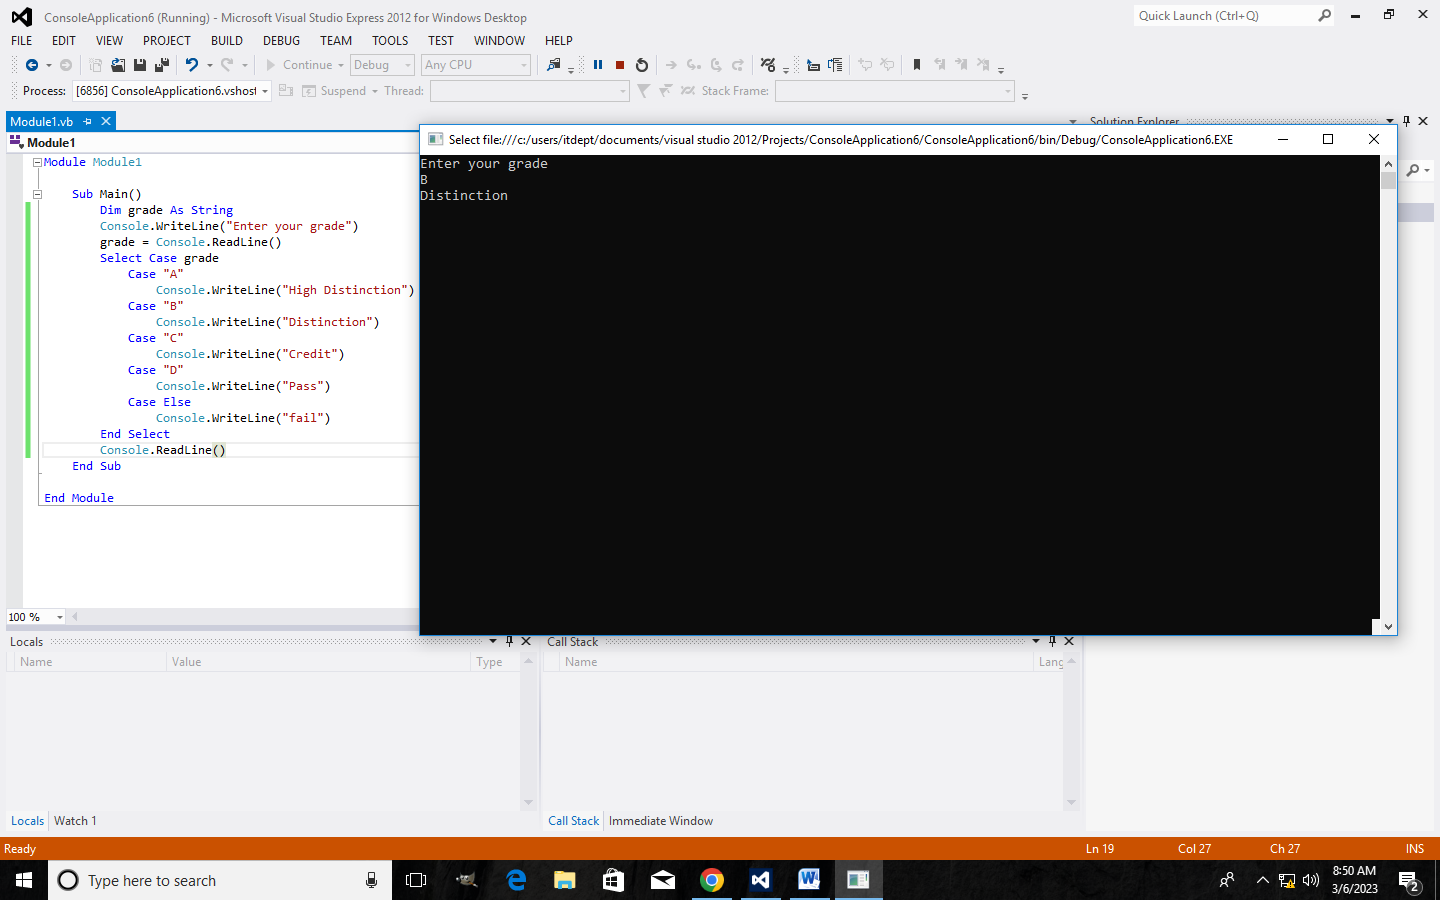 ConsoleApplication6 (Running) - Microsoft Visual Studio Express 2012 for Windows Desktop
Quick Launch (Ctrl+Q)
FILE EDIT VIEW PROJECT BUILD DEBUG TEAM TOOLS TEST WINDOW HELP
Continue Debug Any CPU
Process: [6856] ConsoleApplication6.vshost Suspend Thread: Stack Frame:
Module1.vb
Solution Explorer
Module1
Module Module1
Sub Main()
Dim grade As String
Console.WriteLine("Enter your grade")
grade = Console.ReadLine()
Select Case grade
Case "A"
Console.WriteLine("High Distinction")
Case "B"
Console.WriteLine("Distinction")
Case "C"
Console.WriteLine("Credit")
Case "D"
Console.WriteLine("Pass")
Case Else
Console.WriteLine("fail")
End Select
Console.ReadLine()
End Sub
End Module
100 %
Select file:///c:/users/itdept/documents/visual studio 2012/Projects/ConsoleApplication6/ConsoleApplication6/bin/Debug/ConsoleApplication6.EXE
Enter your grade
B
Distinction
Locals
Name Value Type
Call Stack
Name Lang
Locals Watch 1
Call Stack Immediate Window
Ready Ln 19 Col 27 Ch 27 INS
Type here to search
8:50 AM
3/6/2023
2